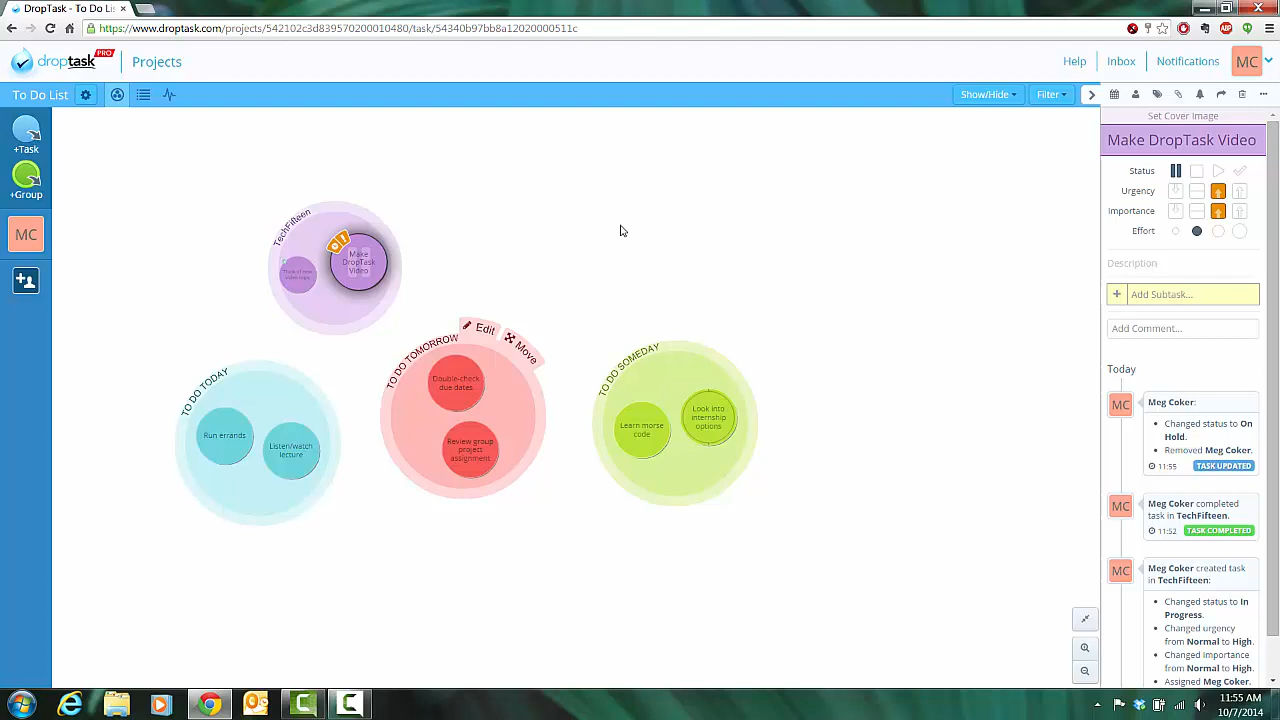 DropTask - To Do Lis
https://www.droptask.com/projects/542102c3d839570200010480/task/54340b97bb8a12020000511c
droptask PRO
Projects
Help
Inbox
Notifications
MC
To Do List
Show/Hide
Filter
+Task
+Group
MC
TechFifteen
Make
DropTask
Video
TO DO TODAY
Run errands
Listen/watch
lecture
TO DO TOMORROW
Edit
Move
Double-check
due dates
Review group
project
assignment
TO DO SOMEDAY
Learn morse
code
Look into
internship
options
Set Cover Image
Make DropTask Video
Status
Urgency
Importance
Effort
Description
Add Subtask...
Add Comment...
Today
MC
Meg Coker:
Changed status to On
Hold.
Removed Meg Coker.
11:55 TASK UPDATED
MC
Meg Coker completed
task in TechFifteen.
11:52 TASK COMPLETED
MC
Meg Coker created task
in TechFifteen:
Changed status to In
Progress.
Changed urgency
from Normal to High.
Changed importance
from Normal to High.
Assigned Meg Coker.
11:55 AM
10/7/2014